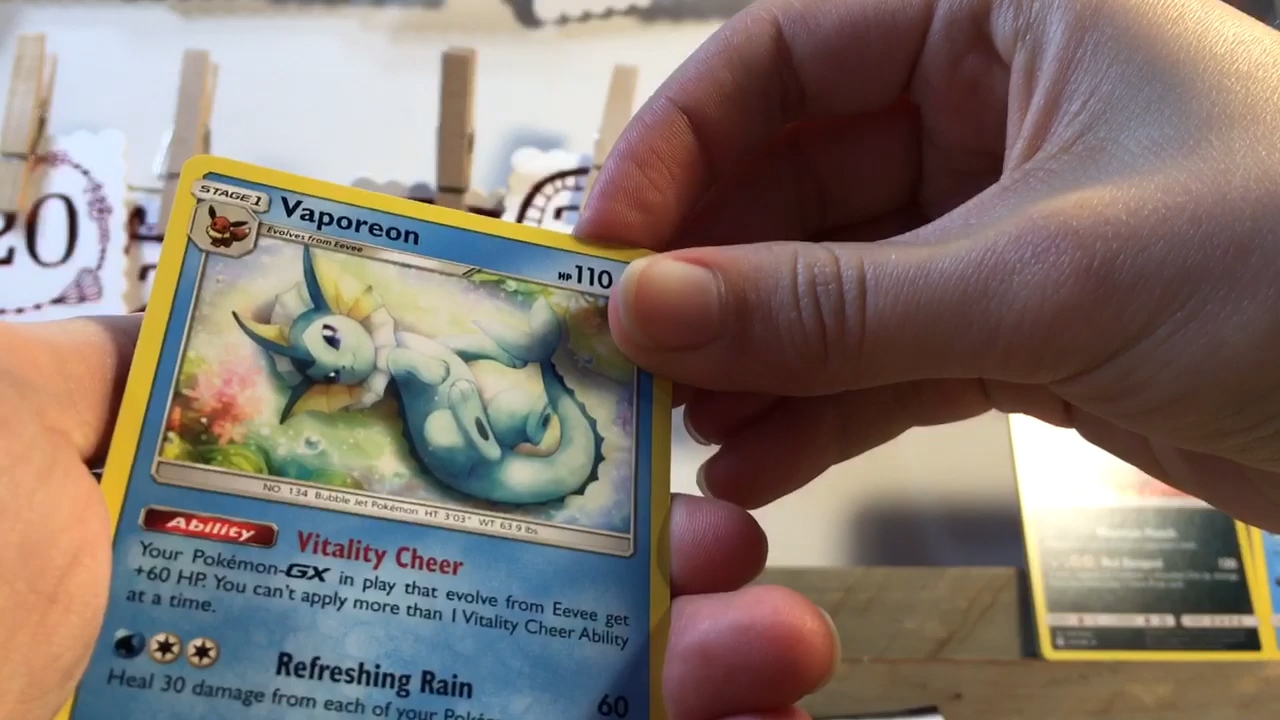 20
STAGE1
Vaporeon
Evolves from Eevee
HP110
NO. 134 Bubble Jet Pokémon HT: 3'03" WT: 63.9 lbs.
Ability Vitality Cheer
Your Pokémon-GX in play that evolve from Eevee get
+60 HP. You can't apply more than 1 Vitality Cheer Ability
at a time.
Refreshing Rain 60
Heal 30 damage from each of your